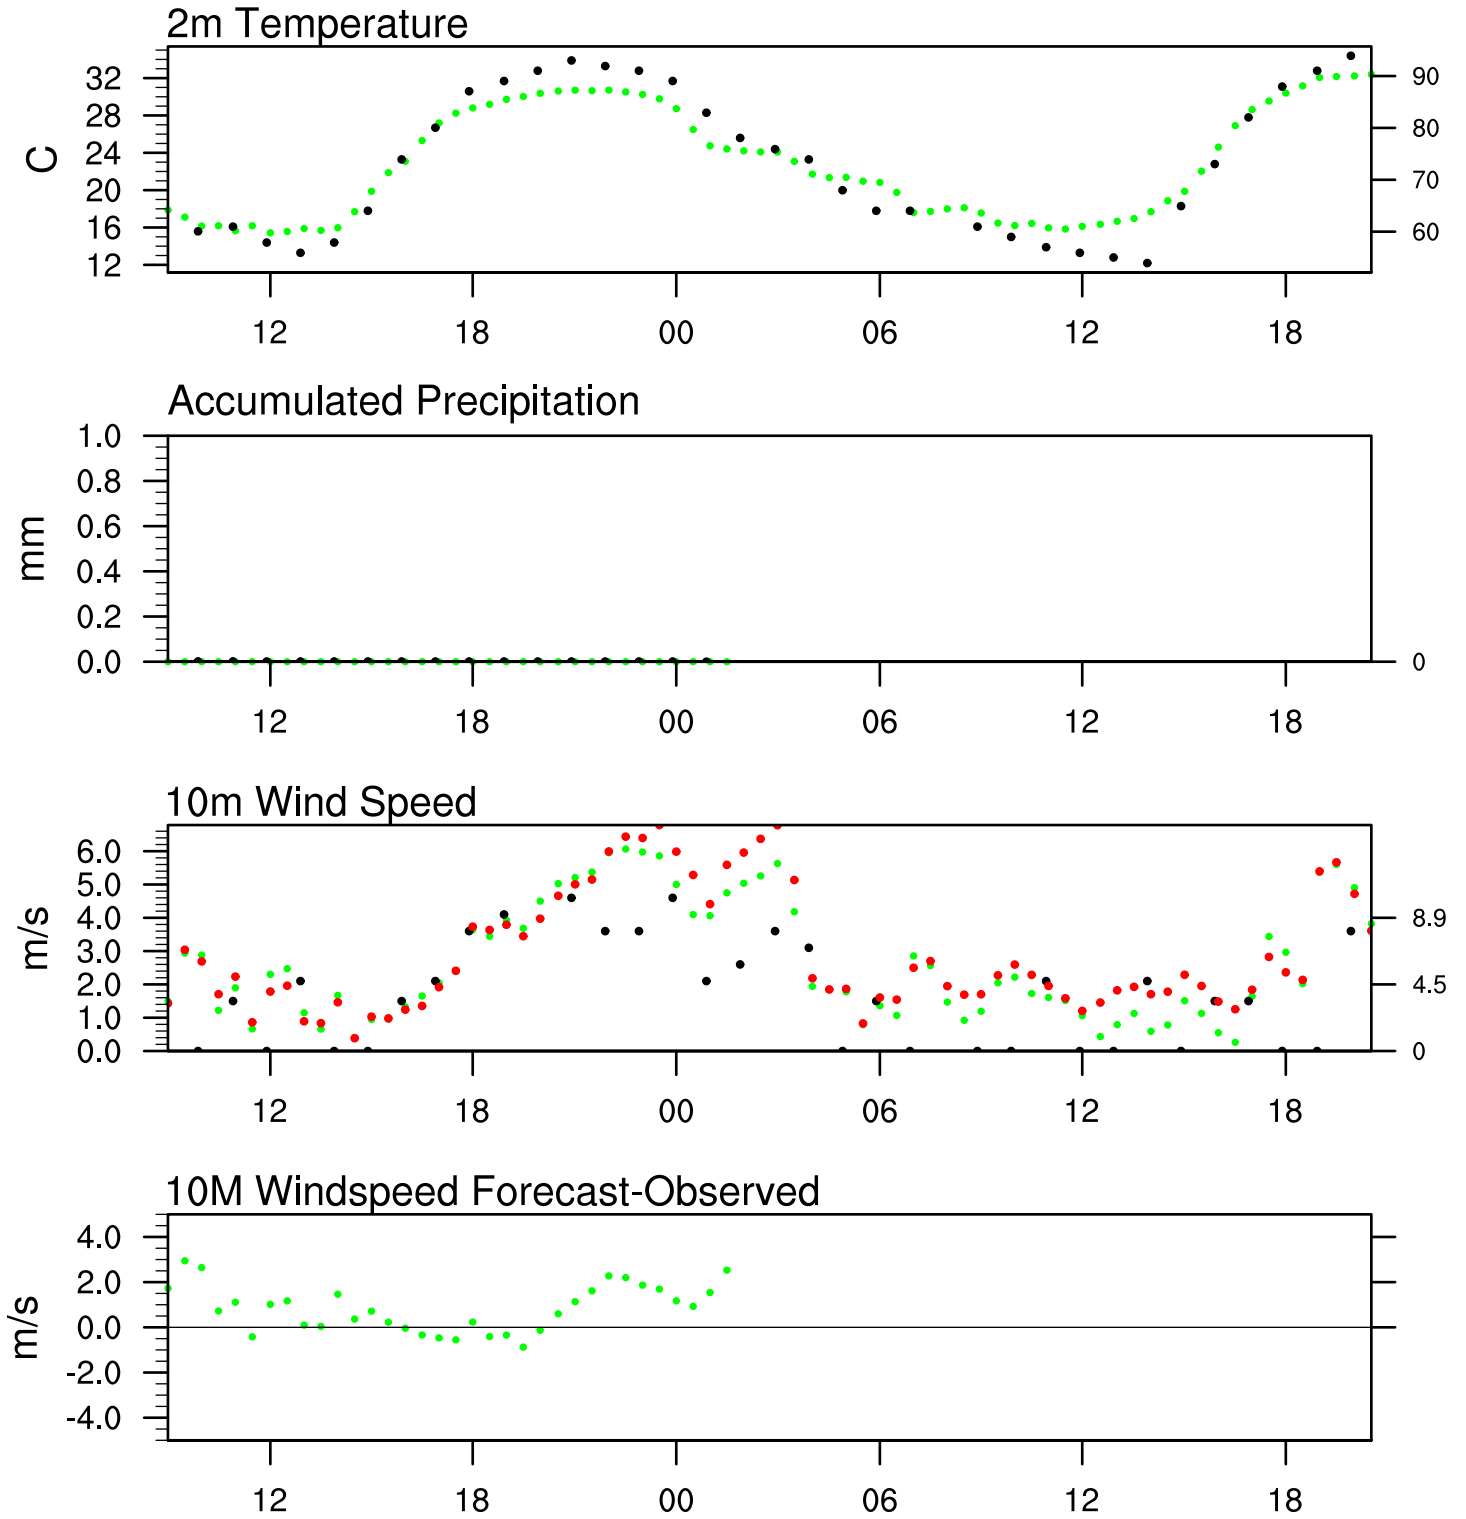 2m Temperature
32
28
24
20
16
12
C
90
80
70
60
12 18 00 06 12 18
Accumulated Precipitation
1.0
0.8
0.6
0.4
0.2
0.0
mm
0
12 18 00 06 12 18
10m Wind Speed
6.0
5.0
4.0
3.0
2.0
1.0
0.0
m/s
8.9
4.5
0
12 18 00 06 12 18
10M Windspeed Forecast-Observed
4.0
2.0
0.0
-2.0
-4.0
m/s
12 18 00 06 12 18